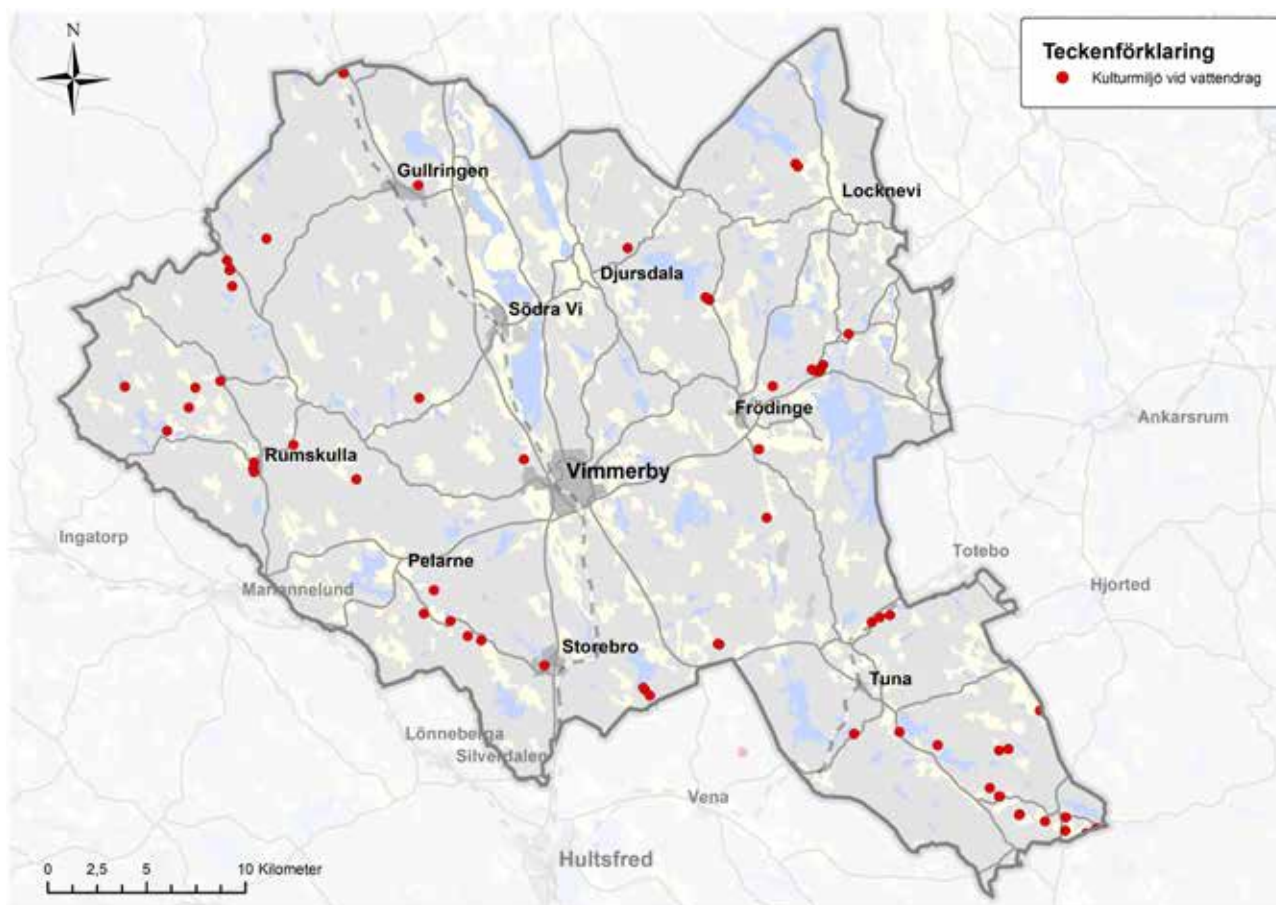 N
Teckenförklaring
Kulturmiljö vid vattendrag
Gullringen
Locknevi
Djursdala
Södra Vi
Frödinge
Ankarsrum
Rumskulla
Vimmerby
Ingatorp
Totebo
Pelarne
Mariannelund
Hjorted
Storebro
Tuna
Lönneberga
Silverdalen
Vena
Hultsfred
0 2,5 5 10 Kilometer